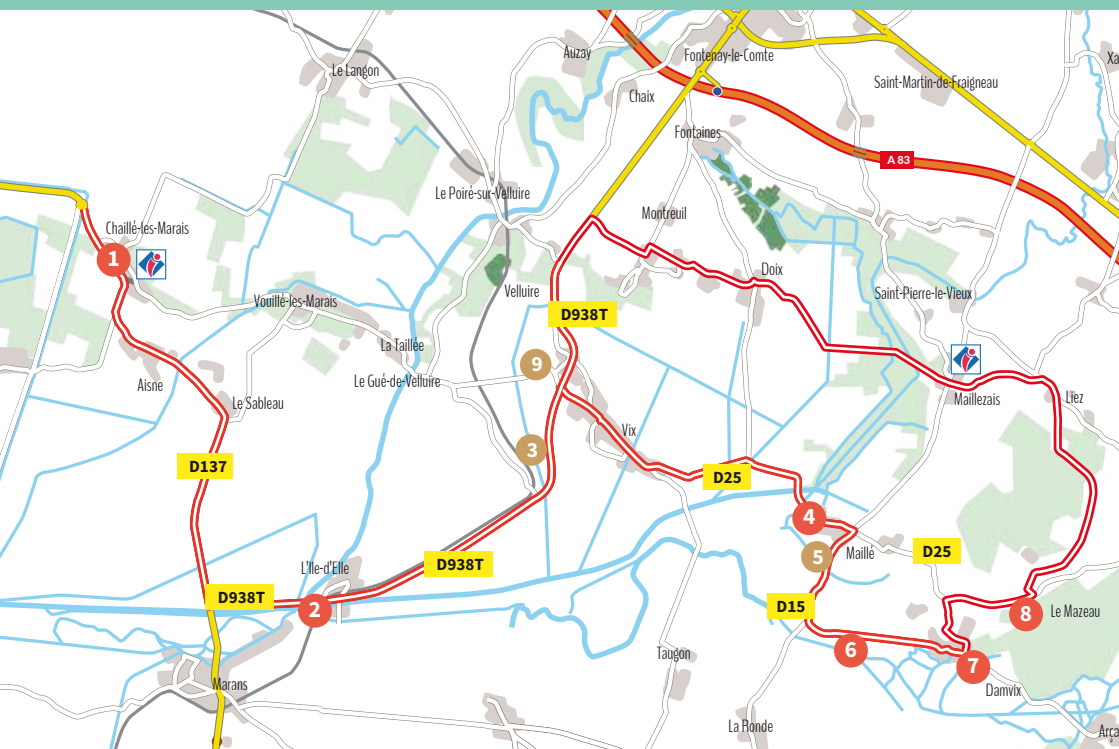 Auzay
Fontenay-le-Comte
Xa
Le Langon
Saint-Martin-de-Fraigneau
Chaix
Fontaines
A 83
Le Poiré-sur-Velluire
Montreuil
Chaillé-les-Marais
1
Doix
Velluire
Saint-Pierre-le-Vieux
Vouillé-les-Marais
D938T
La Taillée
9
Aisne
Le Gué-de-Velluire
Maillezais
Liez
Le Sableau
Vix
3
D137
D25
4
Maillé
D25
5
L'Ile-d'Elle
D938T
D938T
2
D15
8
Le Mazeau
6
7
Taugon
Damvix
Marans
La Ronde
Arça